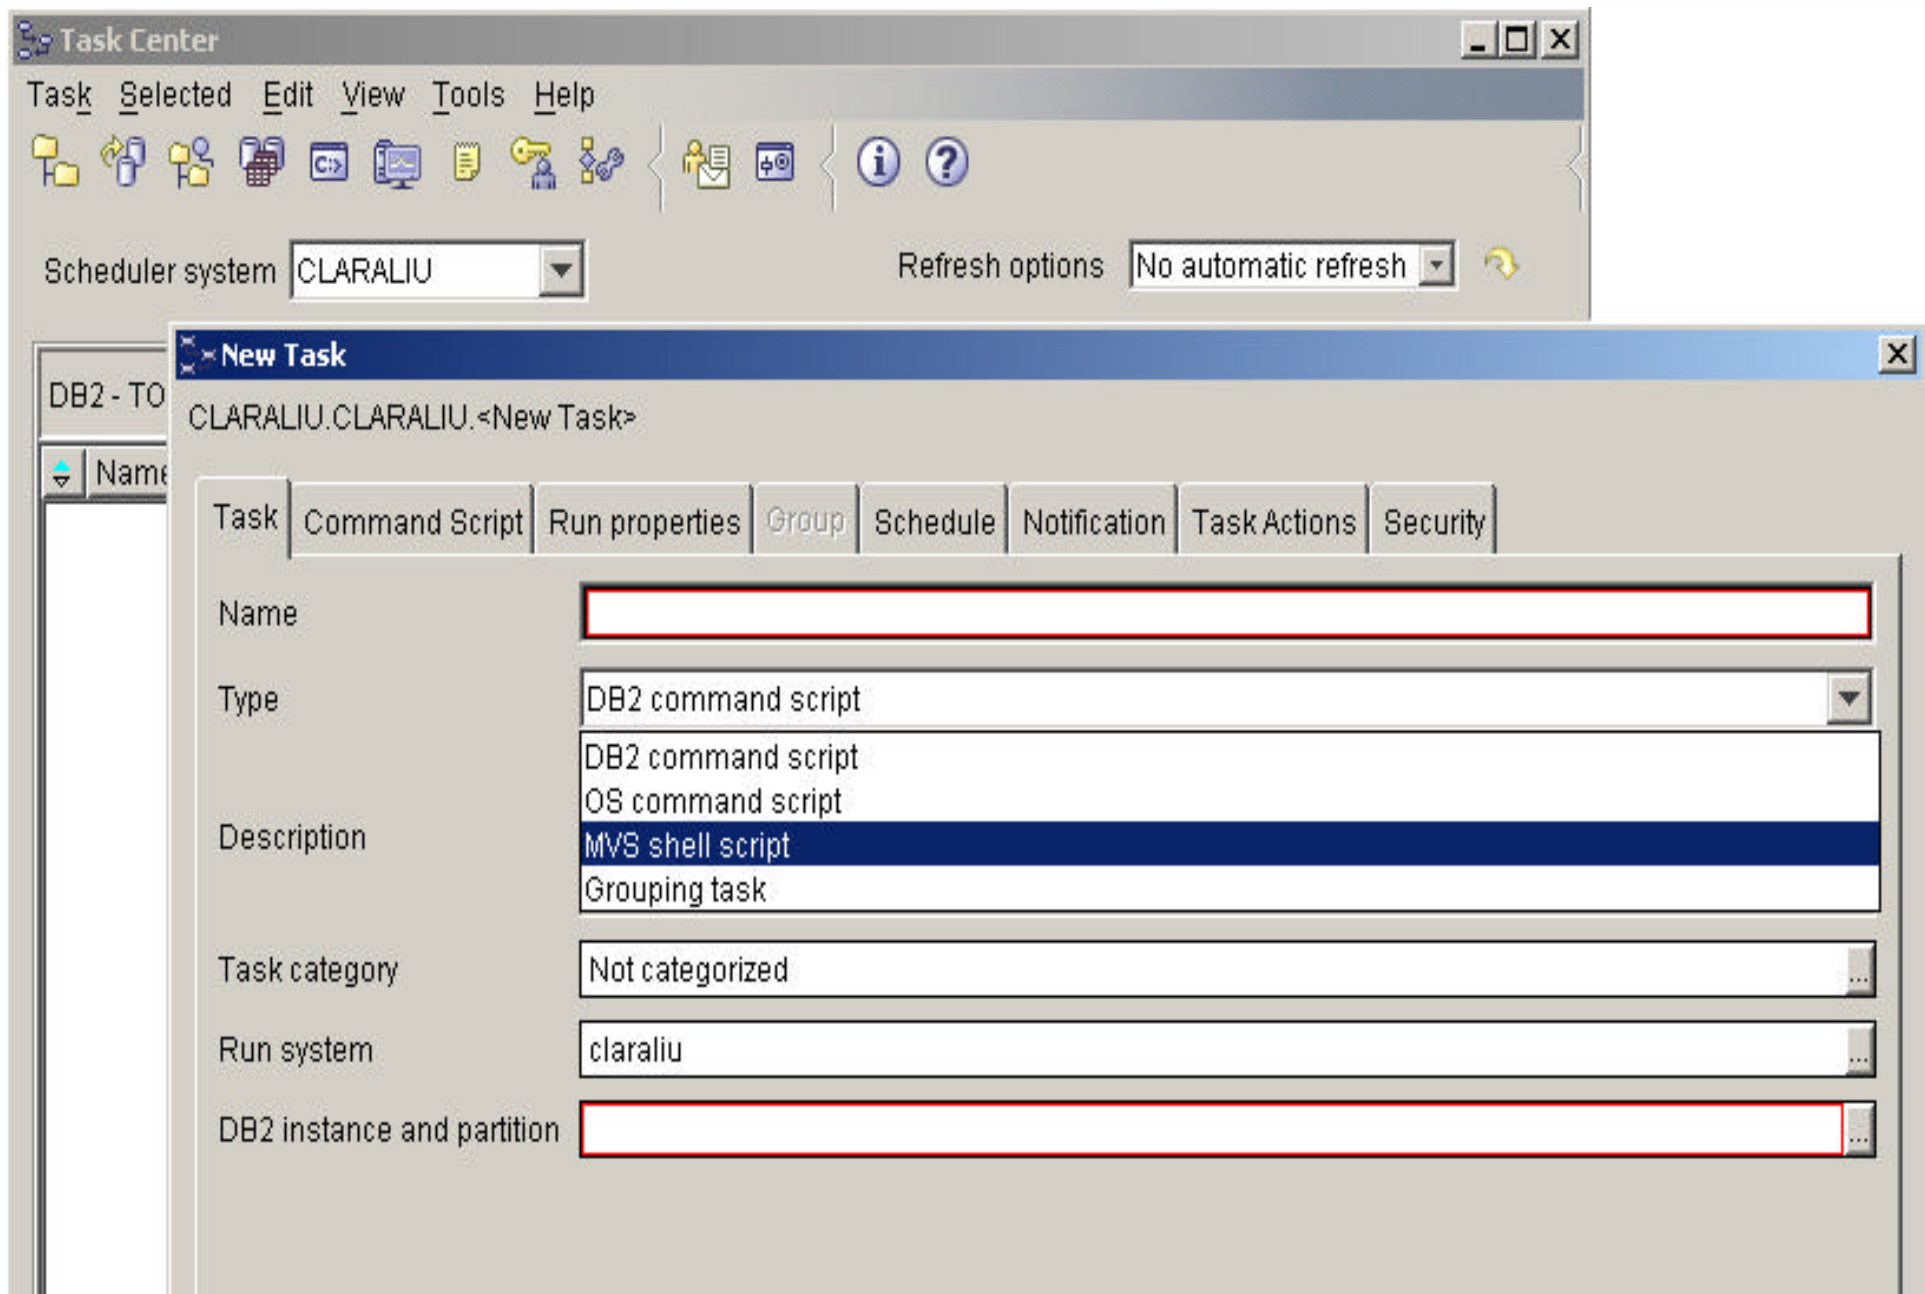 Task Center
Task Selected Edit View Tools Help
Scheduler system CLARALIU Refresh options No automatic refresh
New Task
DB2 - TO
CLARALIU.CLARALIU.<New Task>
Name
Task Command Script Run properties Group Schedule Notification Task Actions Security
Name
Type DB2 command script
DB2 command script
OS command script
Description MVS shell script
Grouping task
Task category Not categorized ...
Run system claraliu ...
DB2 instance and partition ...